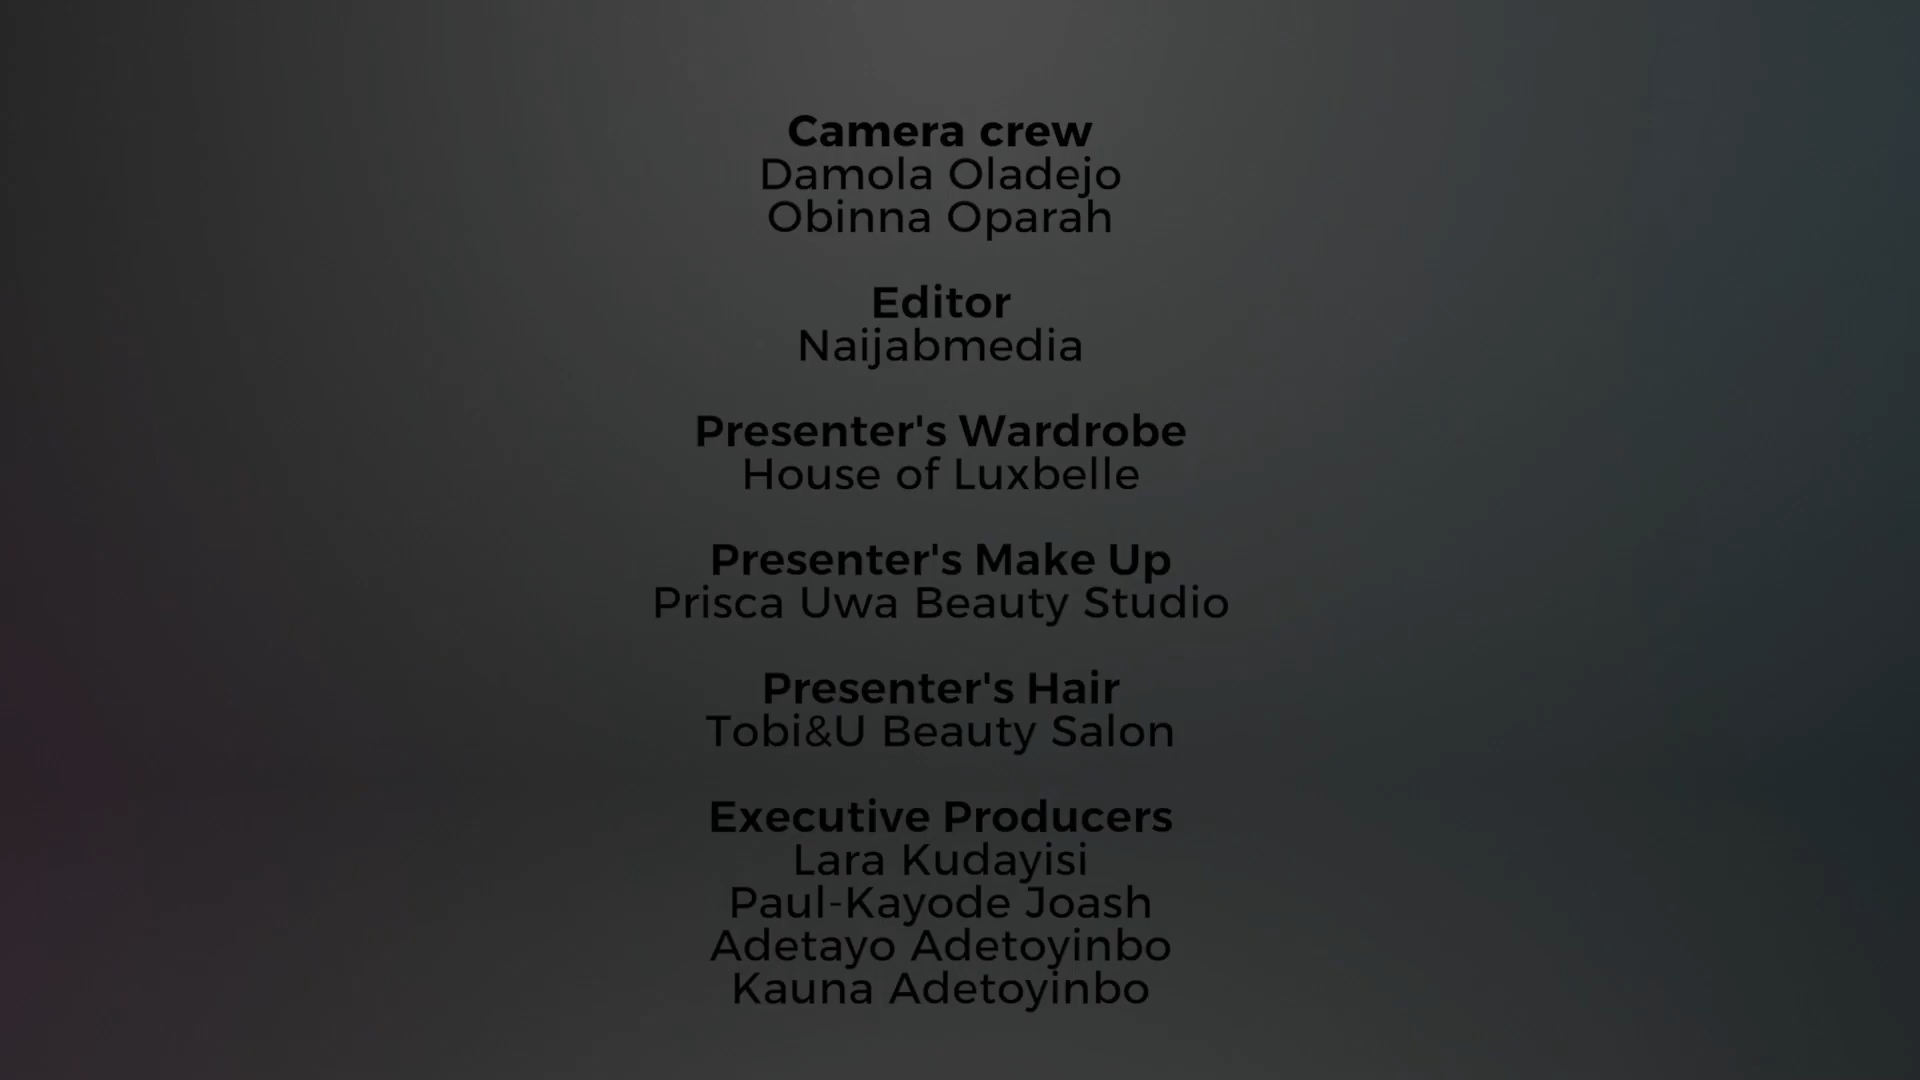 Camera crew
Damola Oladejo
Obinna Oparah
Editor
Naijabmedia
Presenter's Wardrobe
House of Luxbelle
Presenter's Make Up
Prisca Uwa Beauty Studio
Presenter's Hair
Tobi&U Beauty Salon
Executive Producers
Lara Kudayisi
Paul-Kayode Joash
Adetayo Adetoyinbo
Kauna Adetoyinbo